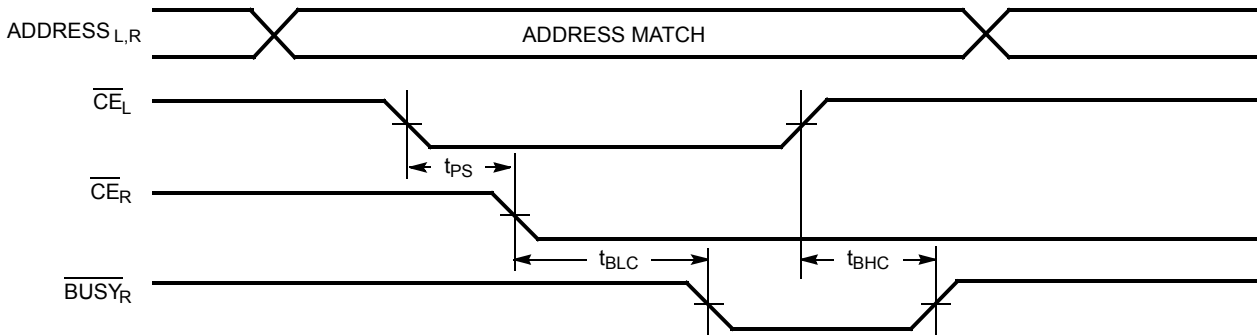 ADDRESS L,R
ADDRESS MATCH
CEL
tPS
CER
tBLC
tBHC
BUSYR